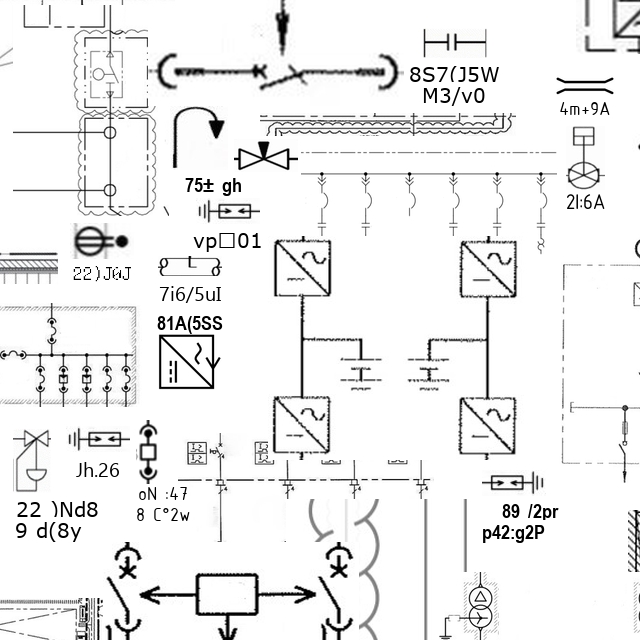 8S7(J5W
M3/v0
4m+9A
75± gh
2I:6A
vp□01
22)J0J
7i6/5uI
81A(5SS
Jh.26
oN :47
8 C°2w
22 )Nd8
9 d(8y
89 /2pr
p42:g2P